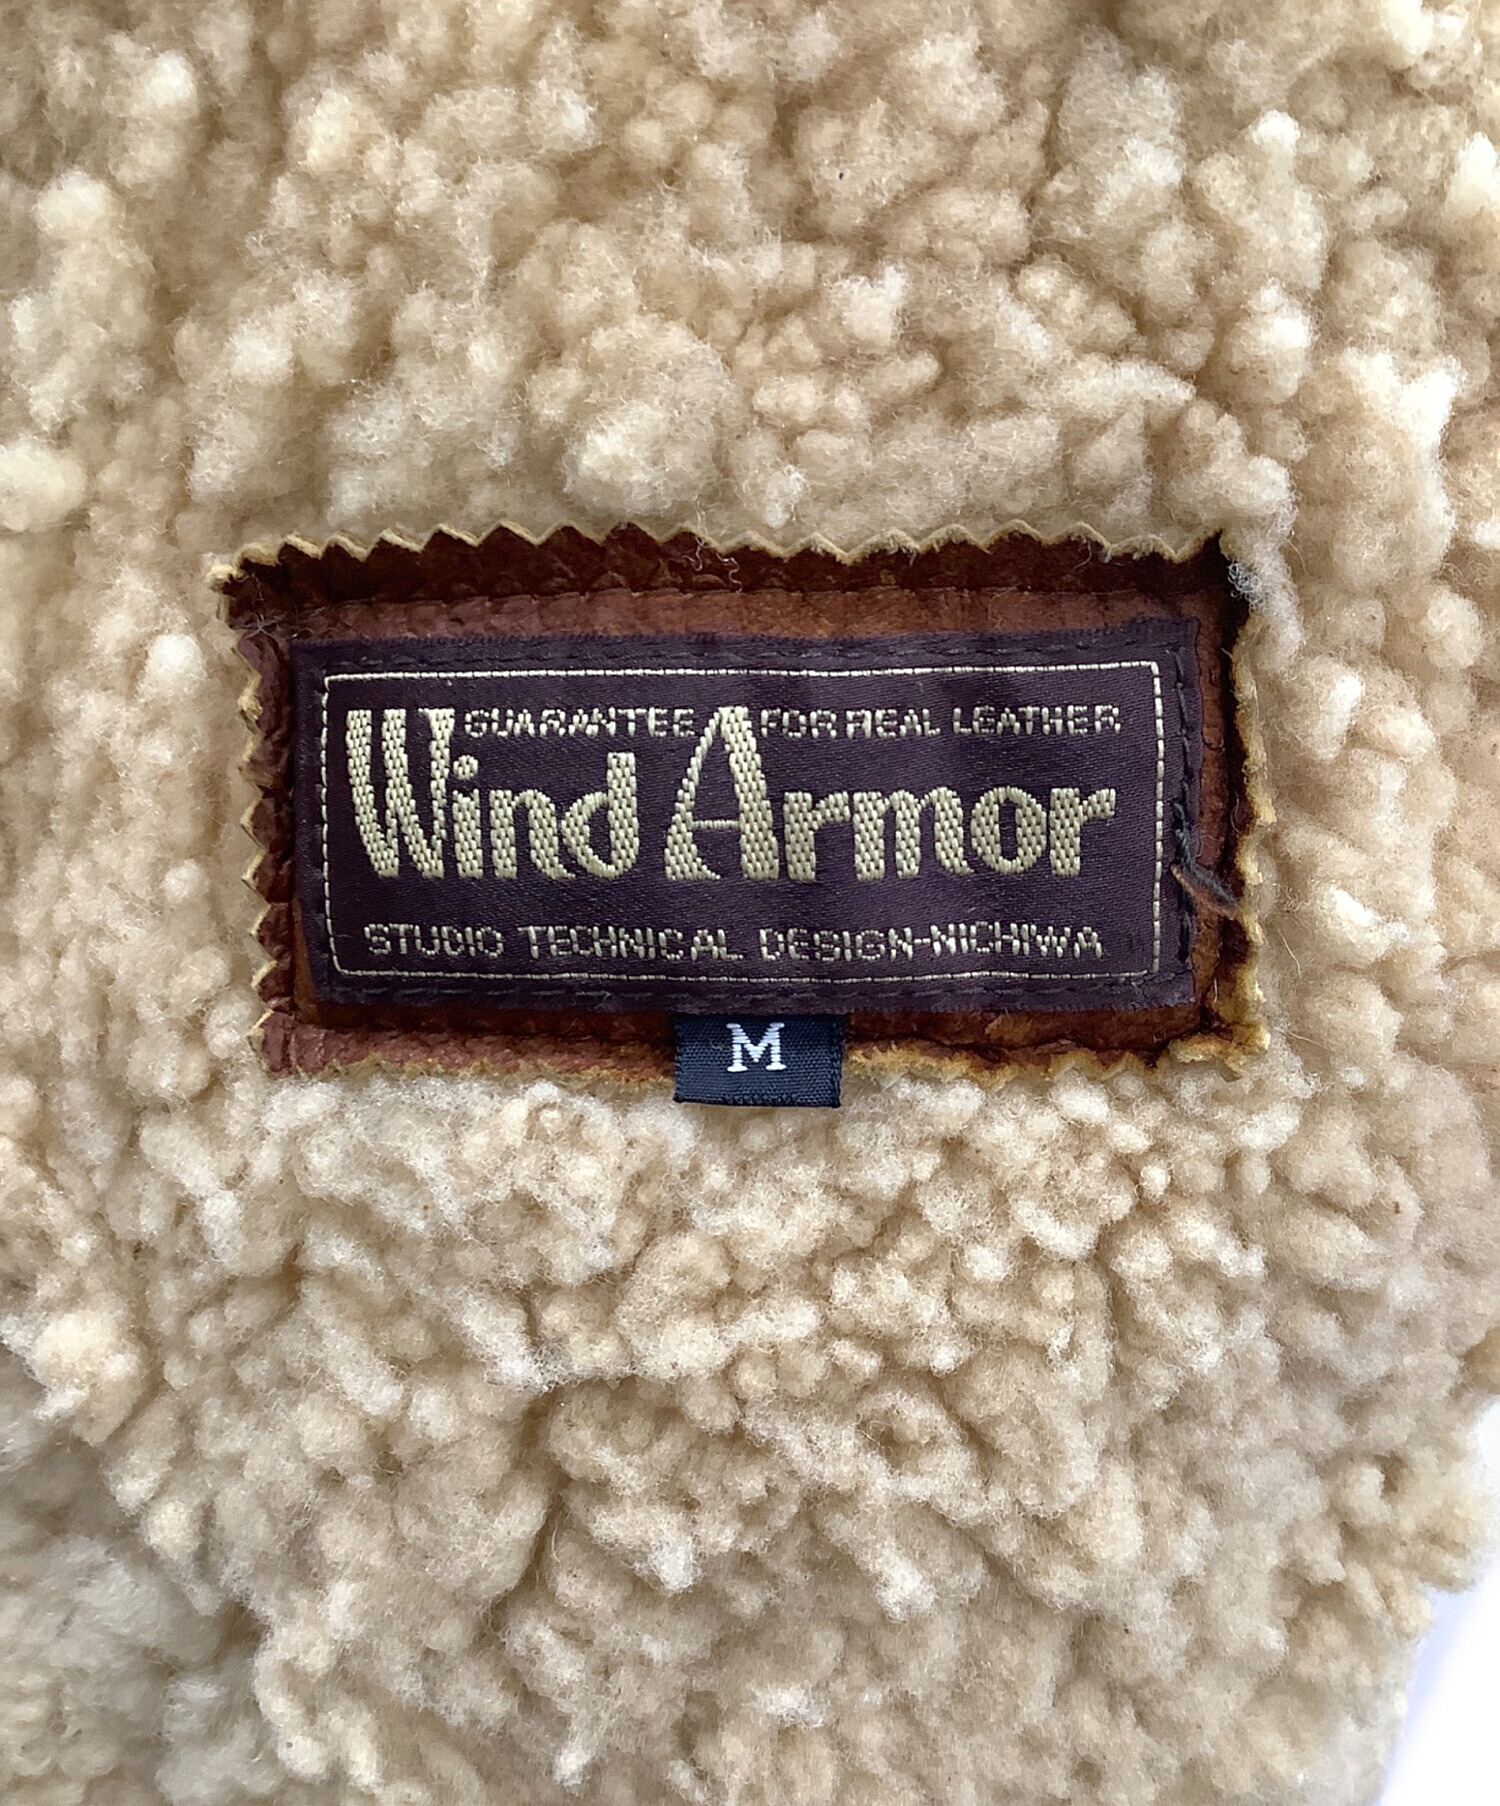 GUARANTEE FOR REAL LEATHER
Wind Armor
STUDIO TECHNICAL DESIGN-NICHIWA
M